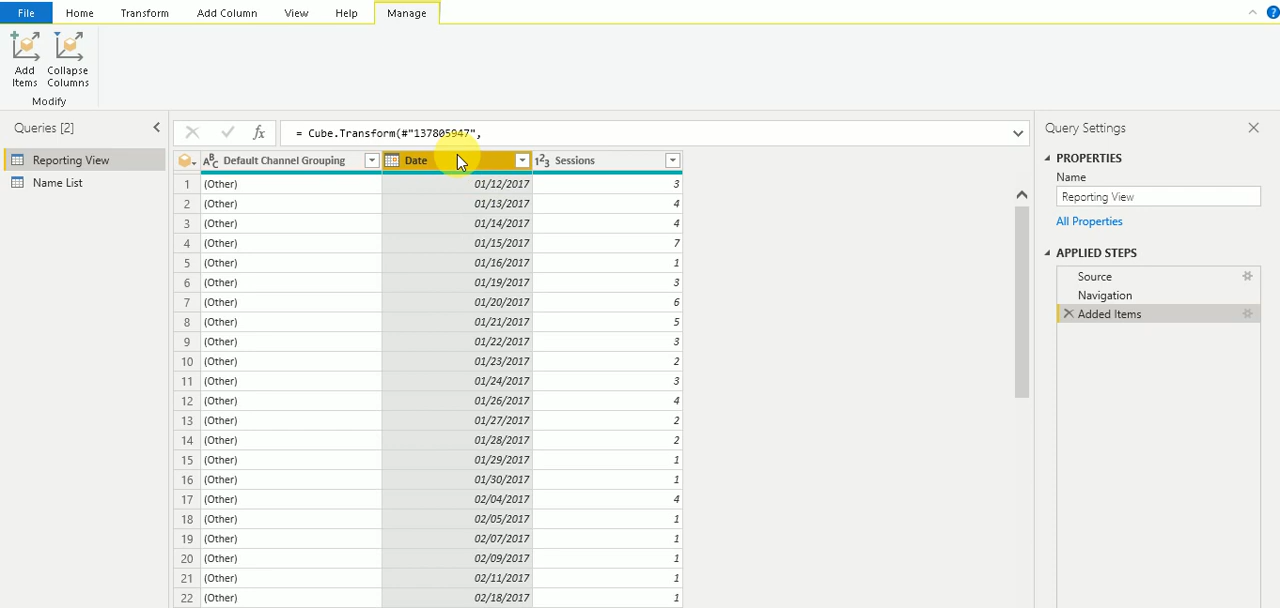 File Home Transform Add Column View Help Manage
?
Add Items
Collapse Columns
Modify
Queries [2]
Reporting View
Name List
fx = Cube.Transform(#"137805947",
ABC Default Channel Grouping Date 123 Sessions
1 (Other) 01/12/2017 3
2 (Other) 01/13/2017 4
3 (Other) 01/14/2017 4
4 (Other) 01/15/2017 7
5 (Other) 01/16/2017 1
6 (Other) 01/19/2017 3
7 (Other) 01/20/2017 6
8 (Other) 01/21/2017 5
9 (Other) 01/22/2017 3
10 (Other) 01/23/2017 2
11 (Other) 01/24/2017 3
12 (Other) 01/26/2017 4
13 (Other) 01/27/2017 2
14 (Other) 01/28/2017 2
15 (Other) 01/29/2017 1
16 (Other) 01/30/2017 1
17 (Other) 02/04/2017 4
18 (Other) 02/05/2017 1
19 (Other) 02/07/2017 1
20 (Other) 02/09/2017 1
21 (Other) 02/11/2017 1
22 (Other) 02/18/2017 1
Query Settings
PROPERTIES
Name
Reporting View
All Properties
APPLIED STEPS
Source
Navigation
Added Items